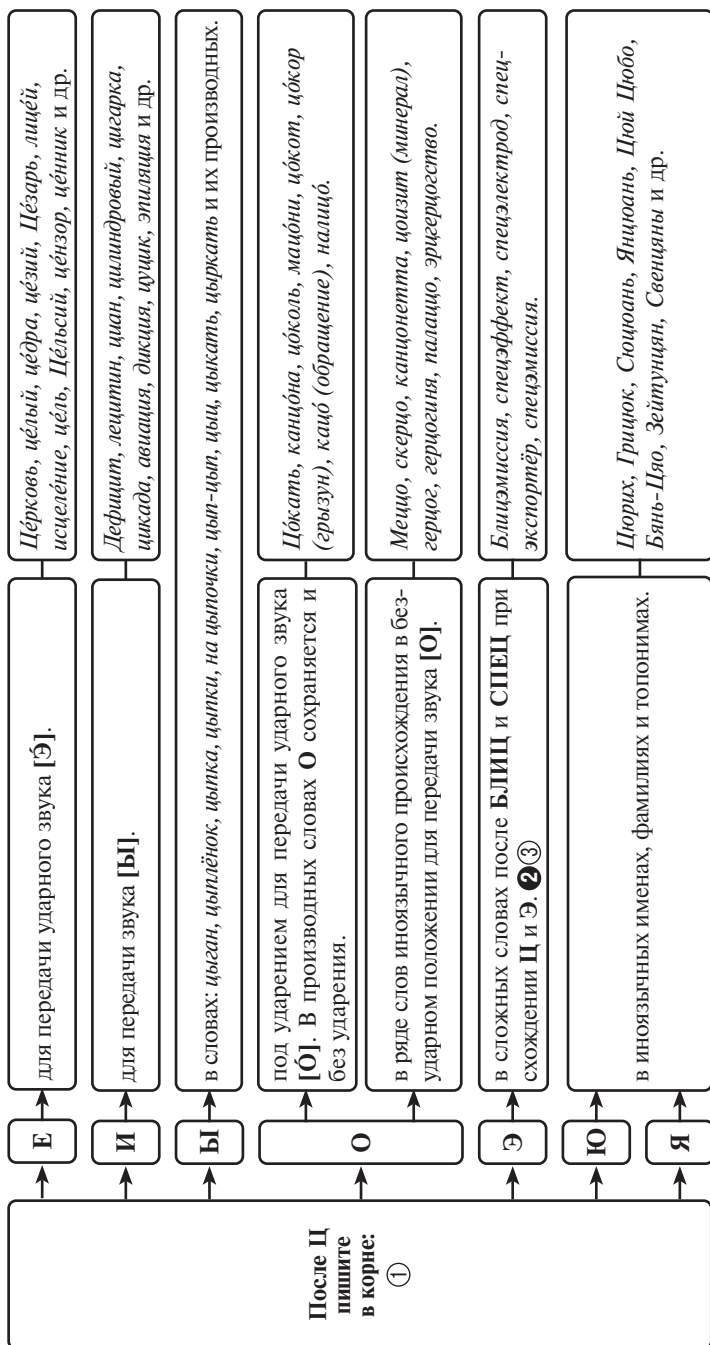 После Ц
пишите
в корне:
①
Е
для передачи ударного звука [Э́].
Це́рковь, це́лый, це́дра, це́зий, Це́зарь, лице́й,
исцеле́ние, це́ль, Це́льсий, це́нзор, це́нник и др.
И
для передачи звука [Ы].
Дефицит, лецитин, циан, цилиндровый, цигарка,
цикада, авиация, дикция, цуцик, эпиляция и др.
Ы
в словах: цыган, цыплёнок, цыпка, цыпки, на цыпочки, цып-цып, цыц, цыкать, цыркать и их производных.
О
под ударением для передачи ударного звука
[О́]. В производных словах О сохраняется и
без ударения.
Цо́кать, канцо́на, цо́коль, мацо́ни, цо́кот, цо́кор
(грызун), кацо́ (обращение), налицо́.
в ряде слов иноязычного происхождения в без-
ударном положении для передачи звука [О].
Меццо, скерцо, канцонетта, цоизит (минерал),
герцог, герцогиня, палаццо, эрцгерцогство.
Э
в сложных словах после БЛИЦ и СПЕЦ при
схождении Ц и Э. ❷③
Блицэмиссия, спецэффект, спецэлектрод, спец-
экспортёр, спецэмиссия.
Ю
Я
в иноязычных именах, фамилиях и топонимах.
Цюрих, Грицюк, Сюцюань, Янцюань, Цюй Цюбо,
Бянь-Цяо, Зейтунцян, Свенцяны и др.